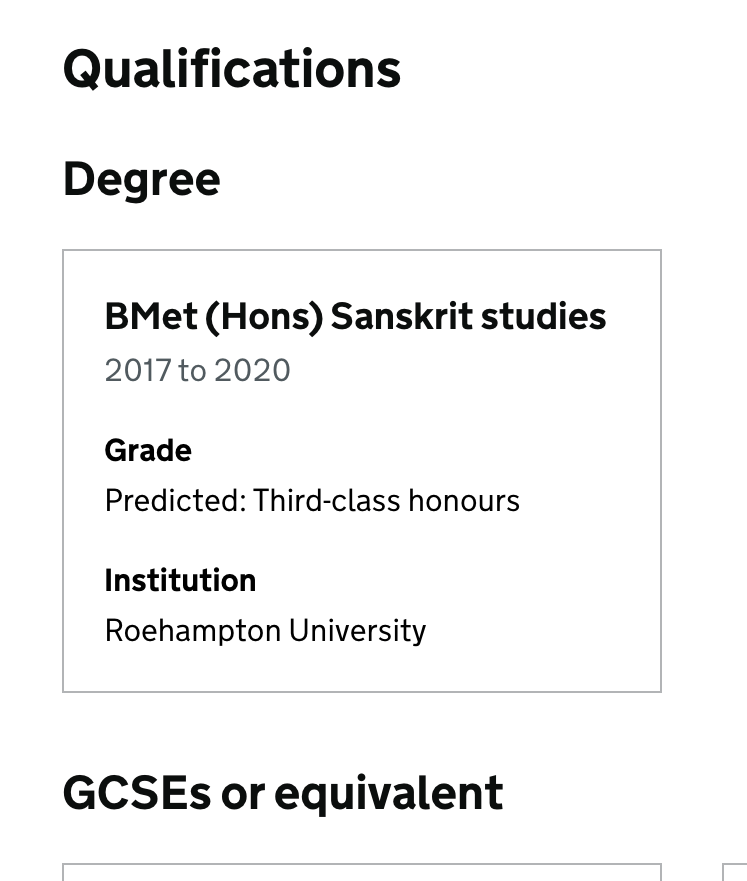 Qualifications
Degree
BMet (Hons) Sanskrit studies
2017 to 2020
Grade
Predicted: Third-class honours
Institution
Roehampton University
GCSEs or equivalent